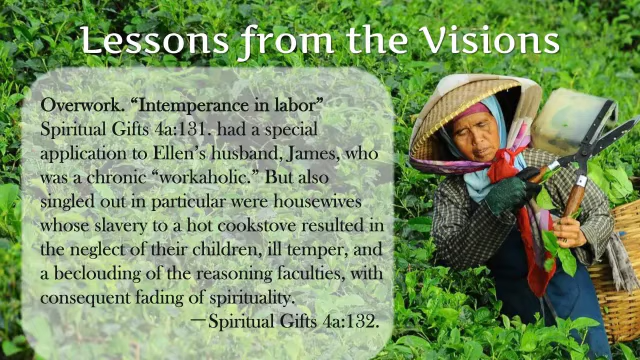 Lessons from the Visions
Overwork. “Intemperance in labor”
Spiritual Gifts 4a:131. had a special
application to Ellen’s husband, James, who
was a chronic “workaholic.” But also
singled out in particular were housewives
whose slavery to a hot cookstove resulted in
the neglect of their children, ill temper, and
a beclouding of the reasoning faculties, with
consequent fading of spirituality.
—Spiritual Gifts 4a:132.